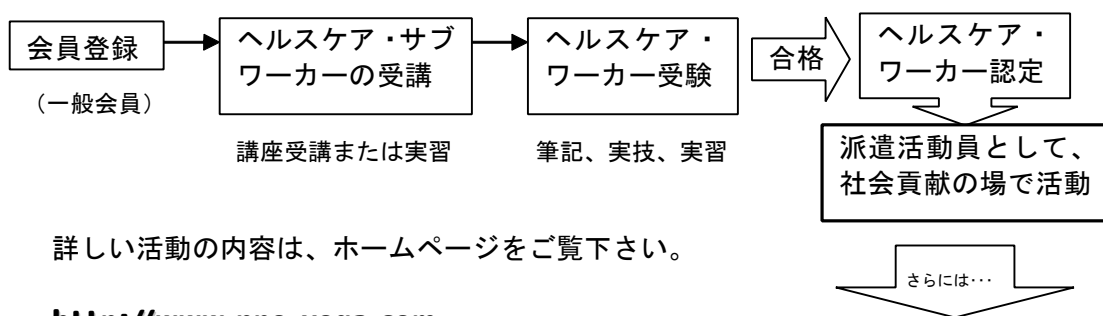 会員登録
(一般会員)
ヘルスケア・サブ
ワーカーの受講
講座受講または実習
ヘルスケア・
ワーカー受験
筆記、実技、実習
合格
ヘルスケア・
ワーカー認定
派遣活動員として、
社会貢献の場で活動
詳しい活動の内容は、ホームページをご覧下さい。
さらには･･･